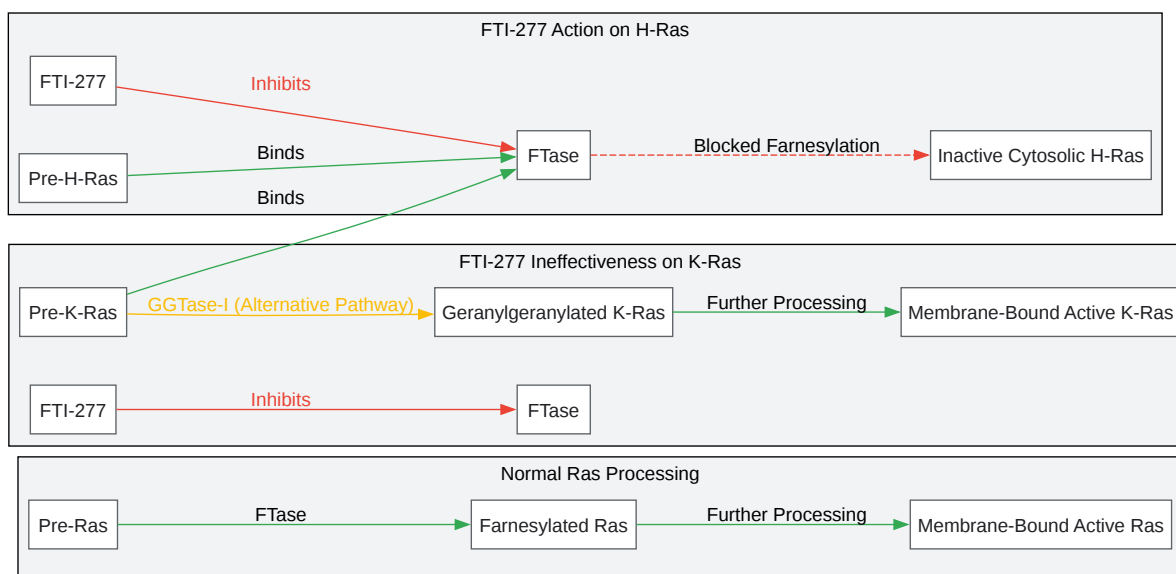 FTI-277 Action on H-Ras
FTI-277
Inhibits
Pre-H-Ras
Binds
Binds
FTase
Blocked Farnesylation
Inactive Cytosolic H-Ras
FTI-277 Ineffectiveness on K-Ras
Pre-K-Ras
GGTase-I (Alternative Pathway)
Geranylgeranylated K-Ras
Further Processing
Membrane-Bound Active K-Ras
FTI-277
Inhibits
FTase
Normal Ras Processing
Pre-Ras
FTase
Farnesylated Ras
Further Processing
Membrane-Bound Active Ras